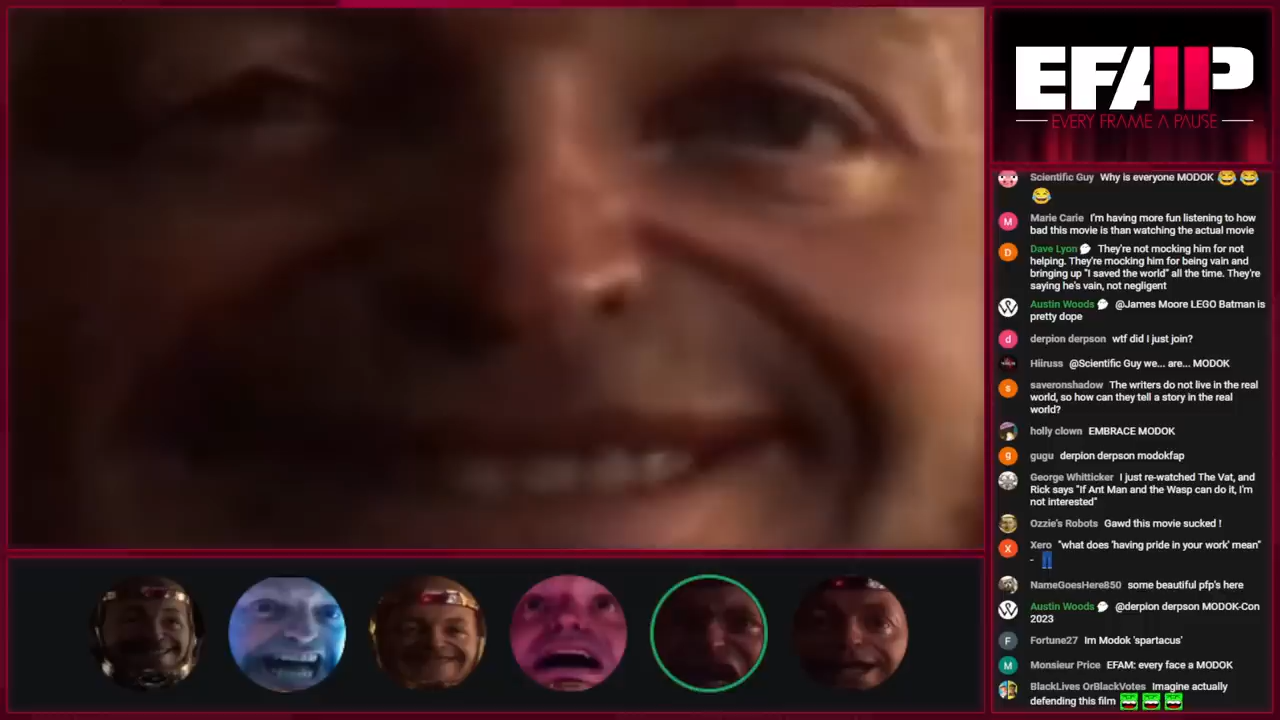 EFAP
EVERY FRAME A PAUSE
Scientific Guy Why is everyone MODOK 😂 😂
😂
M
Marie Carie I'm having more fun listening to how
bad this movie is than watching the actual movie
D
Dave Lyon They're not mocking him for not
helping. They're mocking him for being vain and
bringing up "I saved the world" all the time. They're
saying he's vain, not negligent
Austin Woods @James Moore LEGO Batman is
pretty dope
d
derpion derpson wtf did I just join?
Hiiruss @Scientific Guy we... are... MODOK
s
saveronshadow The writers do not live in the real
world, so how can they tell a story in the real
world?
holly clown EMBRACE MODOK
g
gugu derpion derpson modokfap
George Whitticker I just re-watched The Vat, and
Rick says "If Ant Man and the Wasp can do it, I'm
not interested"
Ozzie's Robots Gawd this movie sucked !
X
Xero "what does 'having pride in your work' mean"
- 👖
NameGoesHere850 some beautiful pfp's here
Austin Woods @derpion derpson MODOK-Con
2023
F
Fortune27 Im Modok 'spartacus'
M
Monsieur Price EFAM: every face a MODOK
BlackLives OrBlackVotes Imagine actually
defending this film